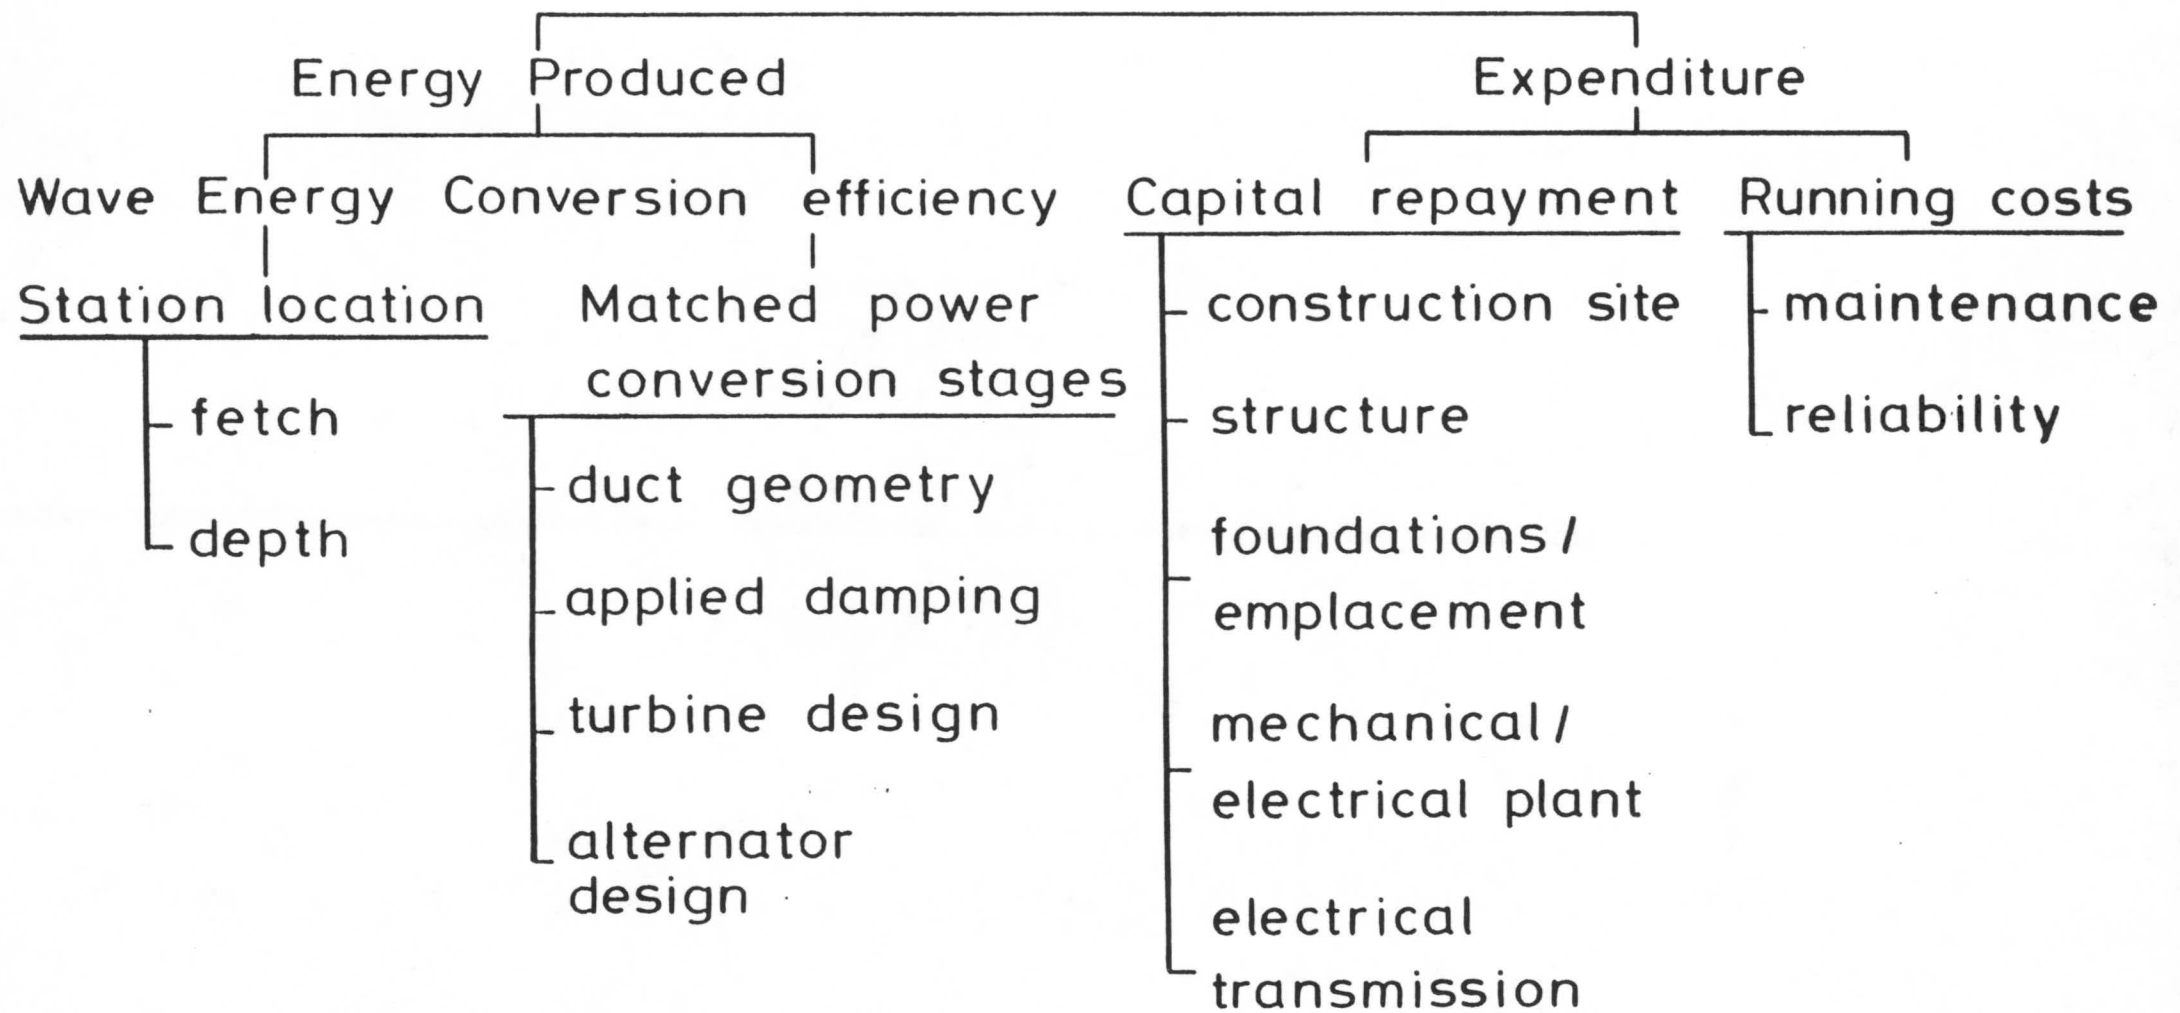 Energy Produced
Expenditure
Wave Energy
Conversion efficiency
Capital repayment
Running costs
Station location
fetch
depth
Matched power
conversion stages
duct geometry
applied damping
turbine design
alternator
design
construction site
structure
foundations/
emplacement
mechanical/
electrical plant
electrical
transmission
maintenance
reliability